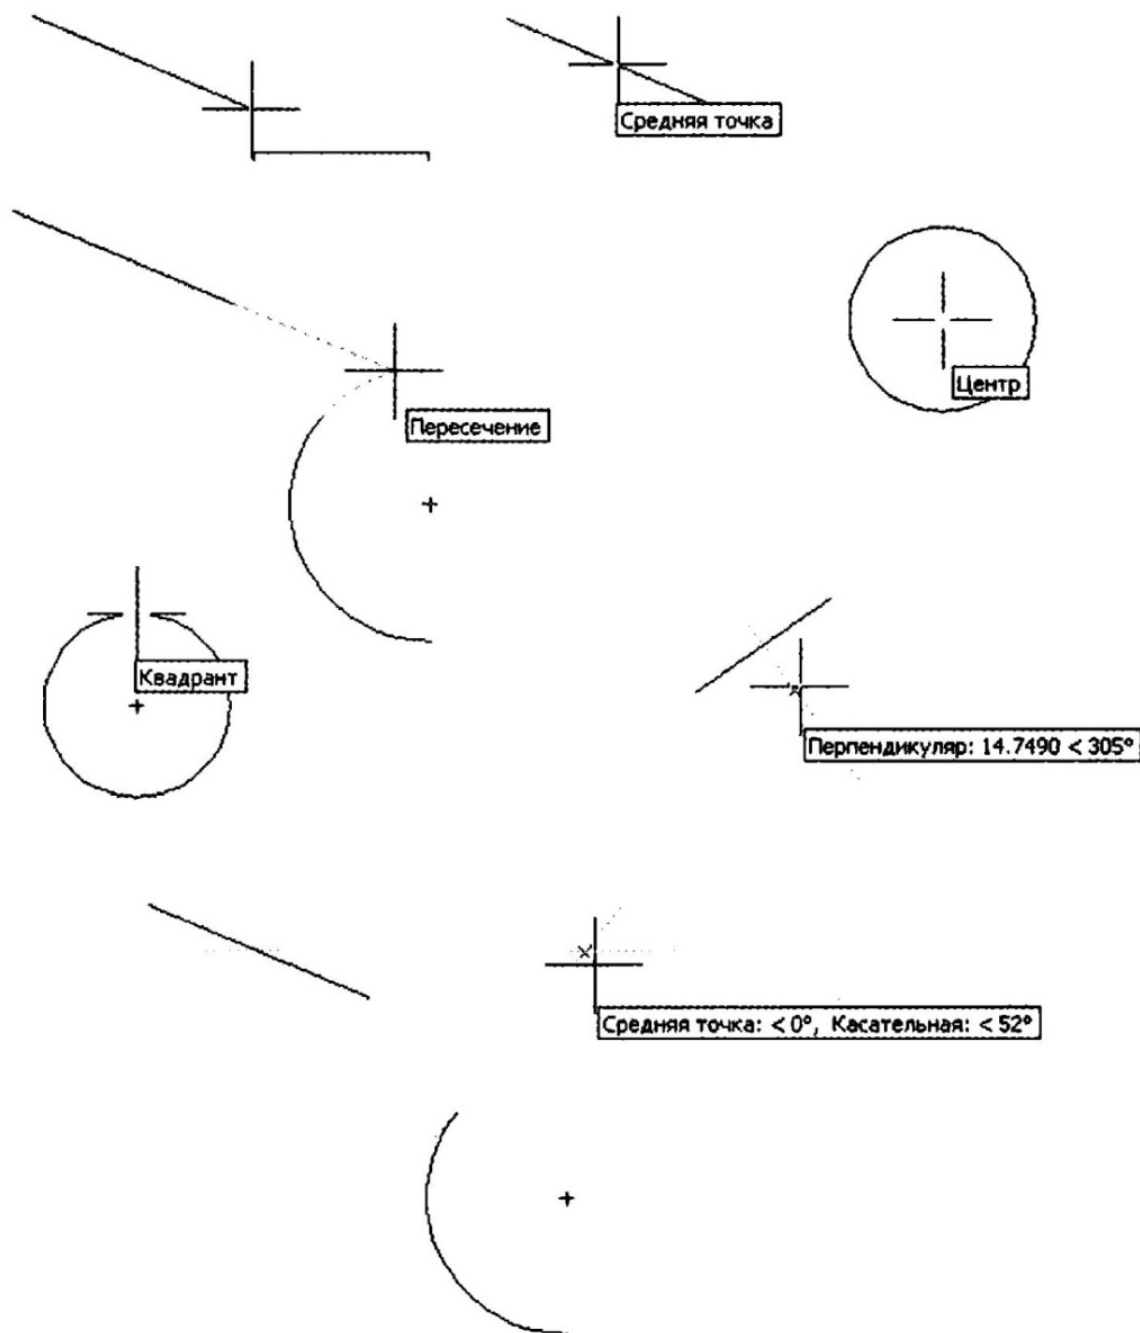 Средняя точка
Центр
Пересечение
Квадрант
Перпендикуляр: 14.7490 < 305°
Средняя точка: < 0°, Касательная: < 52°